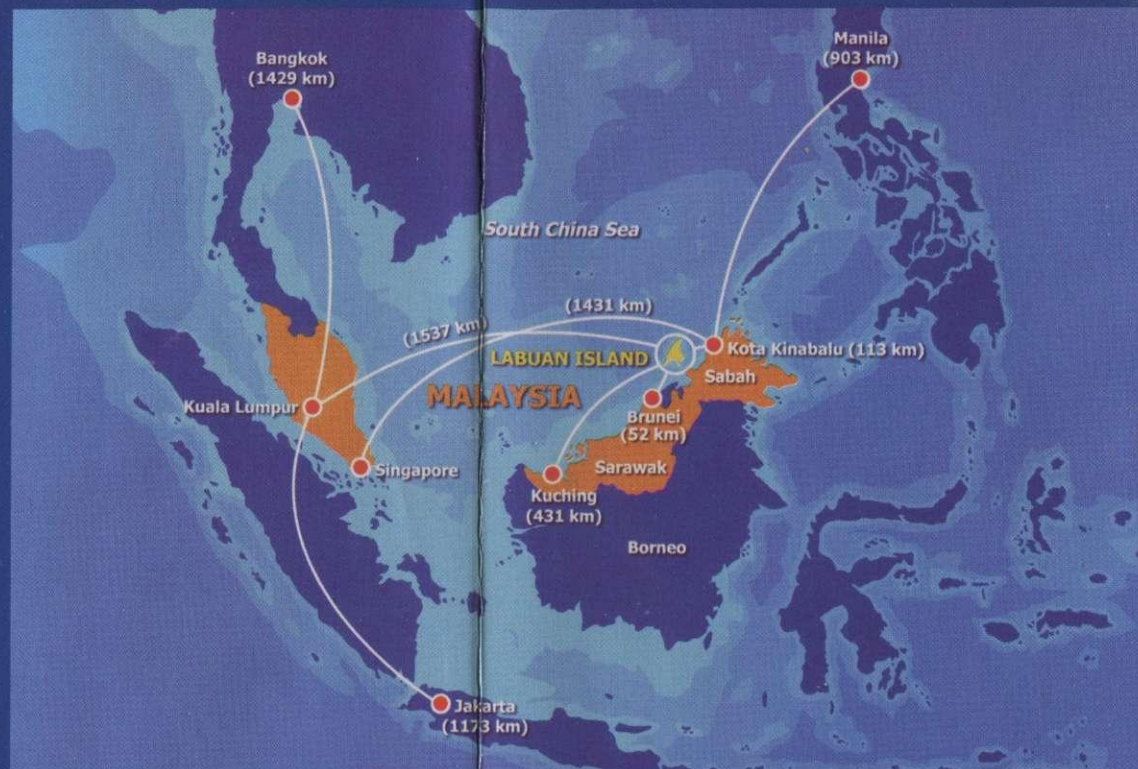 Bangkok
(1429 km)
Manila
(903 km)
South China Sea
(1431 km)
(1537 km)
LABUAN ISLAND
Kota Kinabalu (113 km)
Sabah
MALAYSIA
Kuala Lumpur
Brunei
(52 km)
Singapore
Sarawak
Kuching
(431 km)
Borneo
Jakarta
(1173 km)